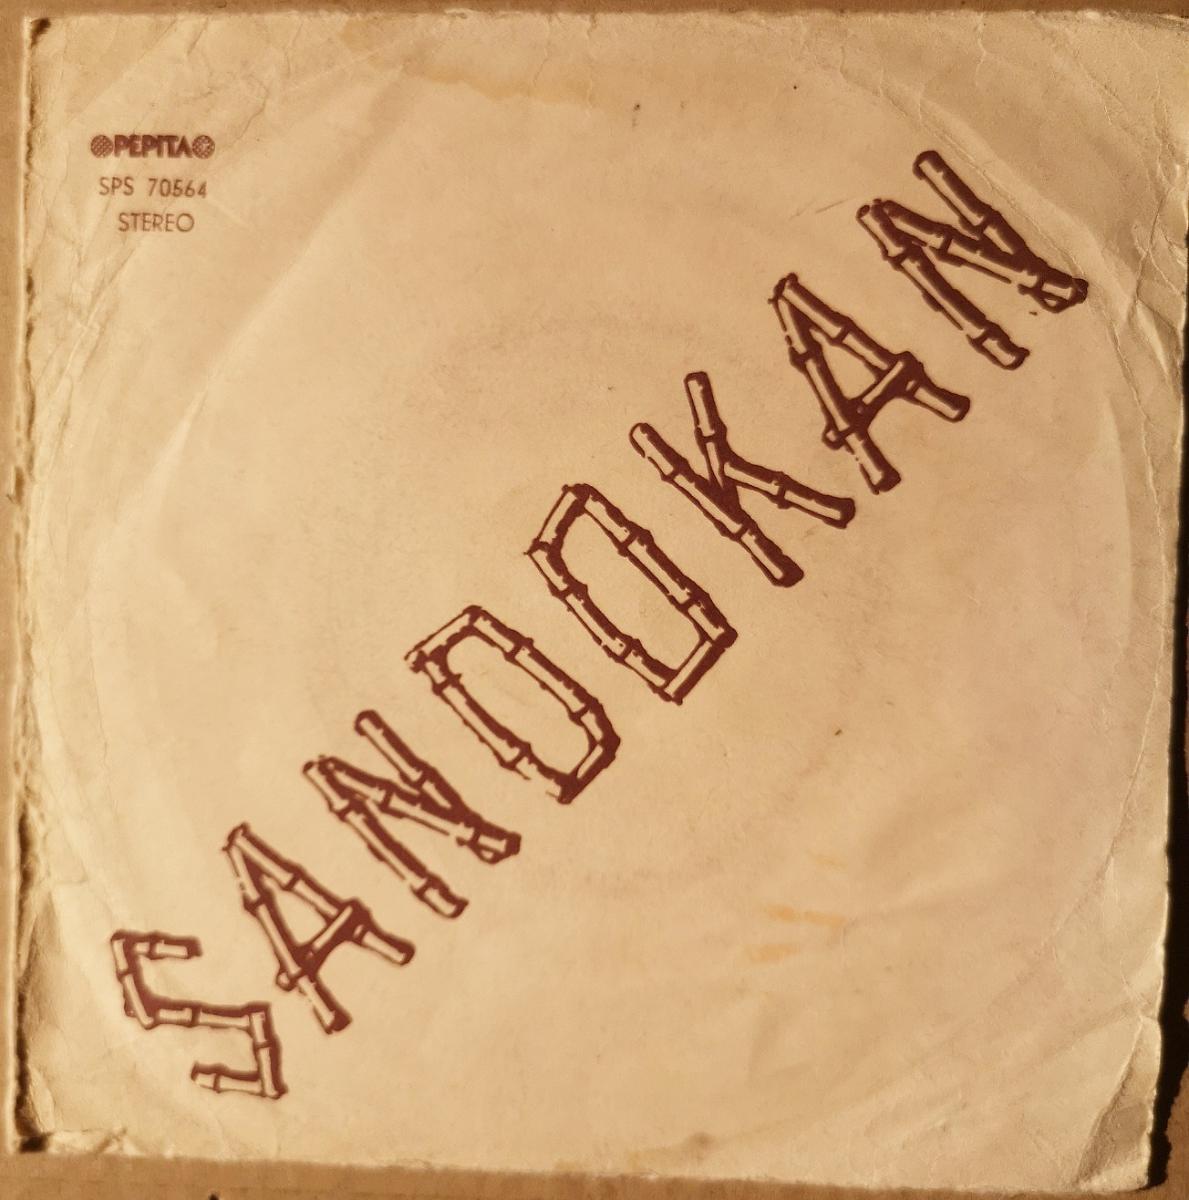 PEPITA
SPS 70564
STEREO
SANDOKAN